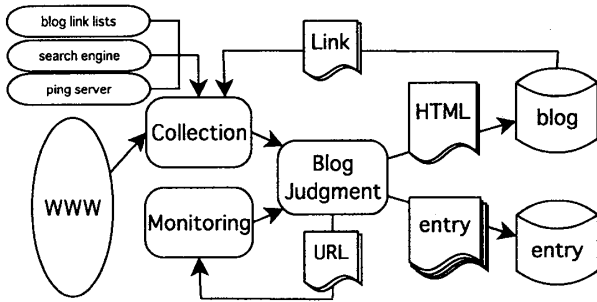 blog link lists
search engine
ping server
Link
Collection
HTML
blog
WWW
Blog
Judgment
Monitoring
entry
URL
entry